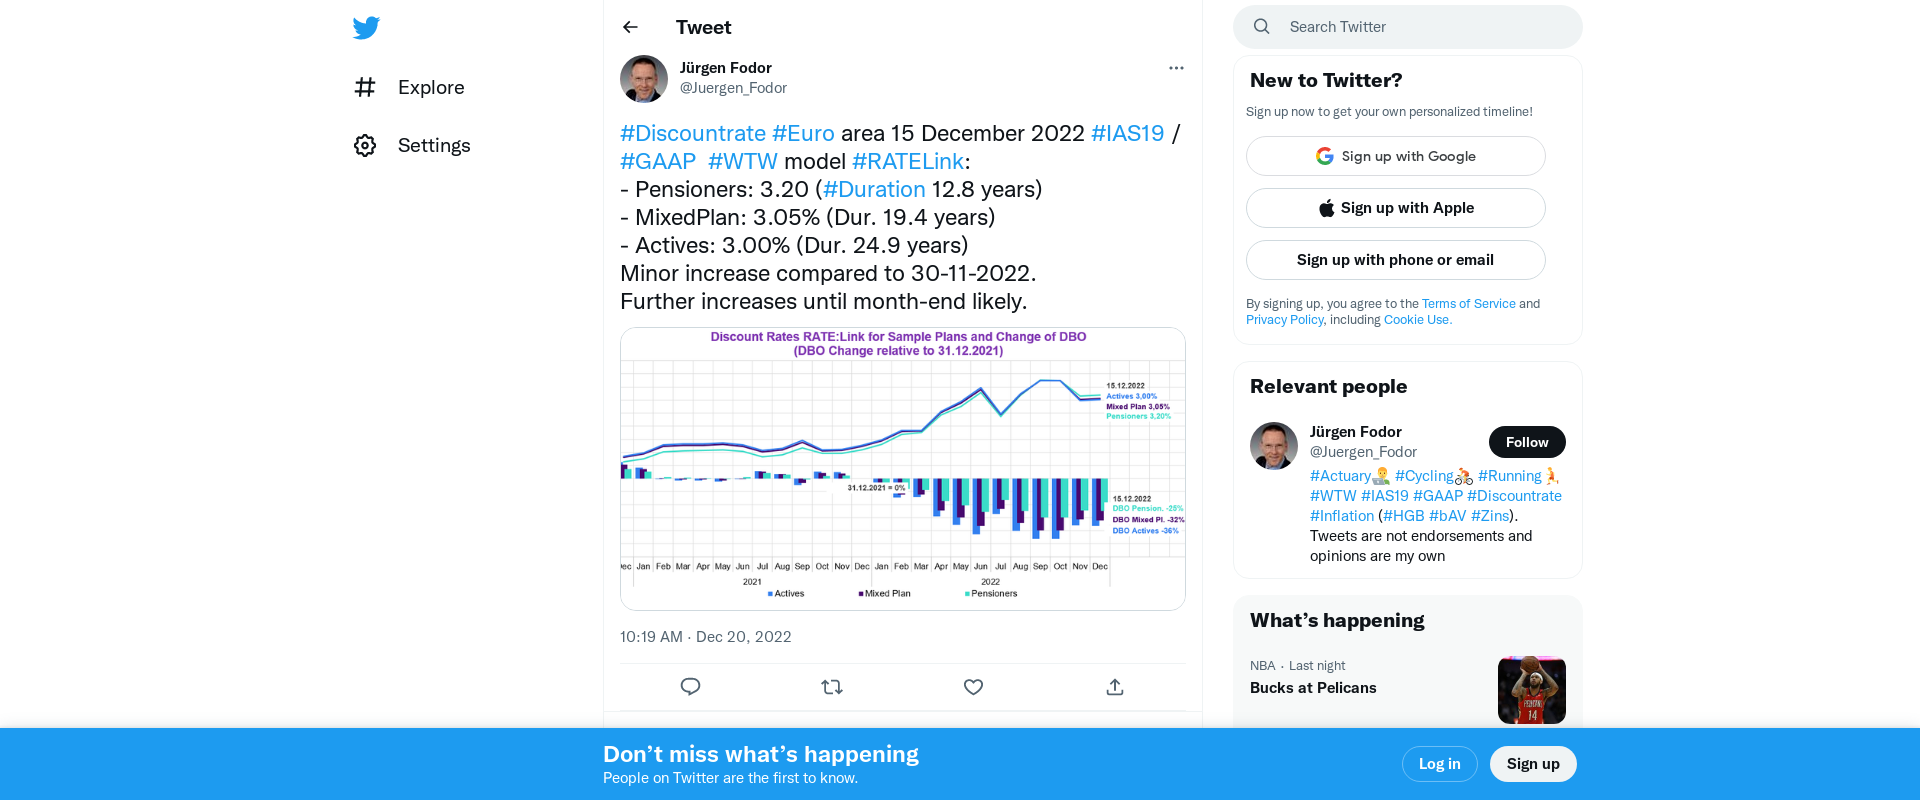 Explore
Settings
Tweet
Jürgen Fodor
@Juergen_Fodor
#Discountrate #Euro area 15 December 2022 #IAS19 /
#GAAP #WTW model #RATELink:
- Pensioners: 3.20 (#Duration 12.8 years)
- MixedPlan: 3.05% (Dur. 19.4 years)
- Actives: 3.00% (Dur. 24.9 years)
Minor increase compared to 30-11-2022.
Further increases until month-end likely.
Discount Rates RATE:Link for Sample Plans and Change of DBO
(DBO Change relative to 31.12.2021)
15.12.2022
Actives 3,00%
Mixed Plan 3,05%
Pensioners 3,20%
31.12.2021 = 0%
15.12.2022
DBO Pension. -25%
DBO Mixed Pl. -32%
DBO Actives -36%
Jan Feb Mar Apr May Jun Jul Aug Sep Oct Nov Dec Jan Feb Mar Apr May Jun Jul Aug Sep Oct Nov Dec
2021 2022
Actives Mixed Plan Pensioners
10:19 AM · Dec 20, 2022
Search Twitter
New to Twitter?
Sign up now to get your own personalized timeline!
Sign up with Google
Sign up with Apple
Sign up with phone or email
By signing up, you agree to the Terms of Service and
Privacy Policy, including Cookie Use.
Relevant people
Jürgen Fodor
@Juergen_Fodor
Follow
#Actuary👨🏼‍💻 #Cycling🚴🏼 #Running🏃🏼
#WTW #IAS19 #GAAP #Discountrate
#Inflation (#HGB #bAV #Zins).
Tweets are not endorsements and
opinions are my own
What’s happening
NBA · Last night
Bucks at Pelicans
14
Don’t miss what’s happening
People on Twitter are the first to know.
Log in
Sign up